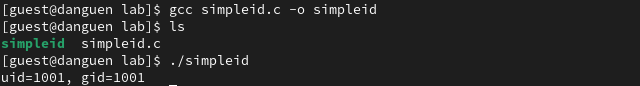 [guest@danguen lab]$ gcc simpleid.c -o simpleid
[guest@danguen lab]$ ls
simpleid  simpleid.c
[guest@danguen lab]$ ./simpleid
uid=1001, gid=1001